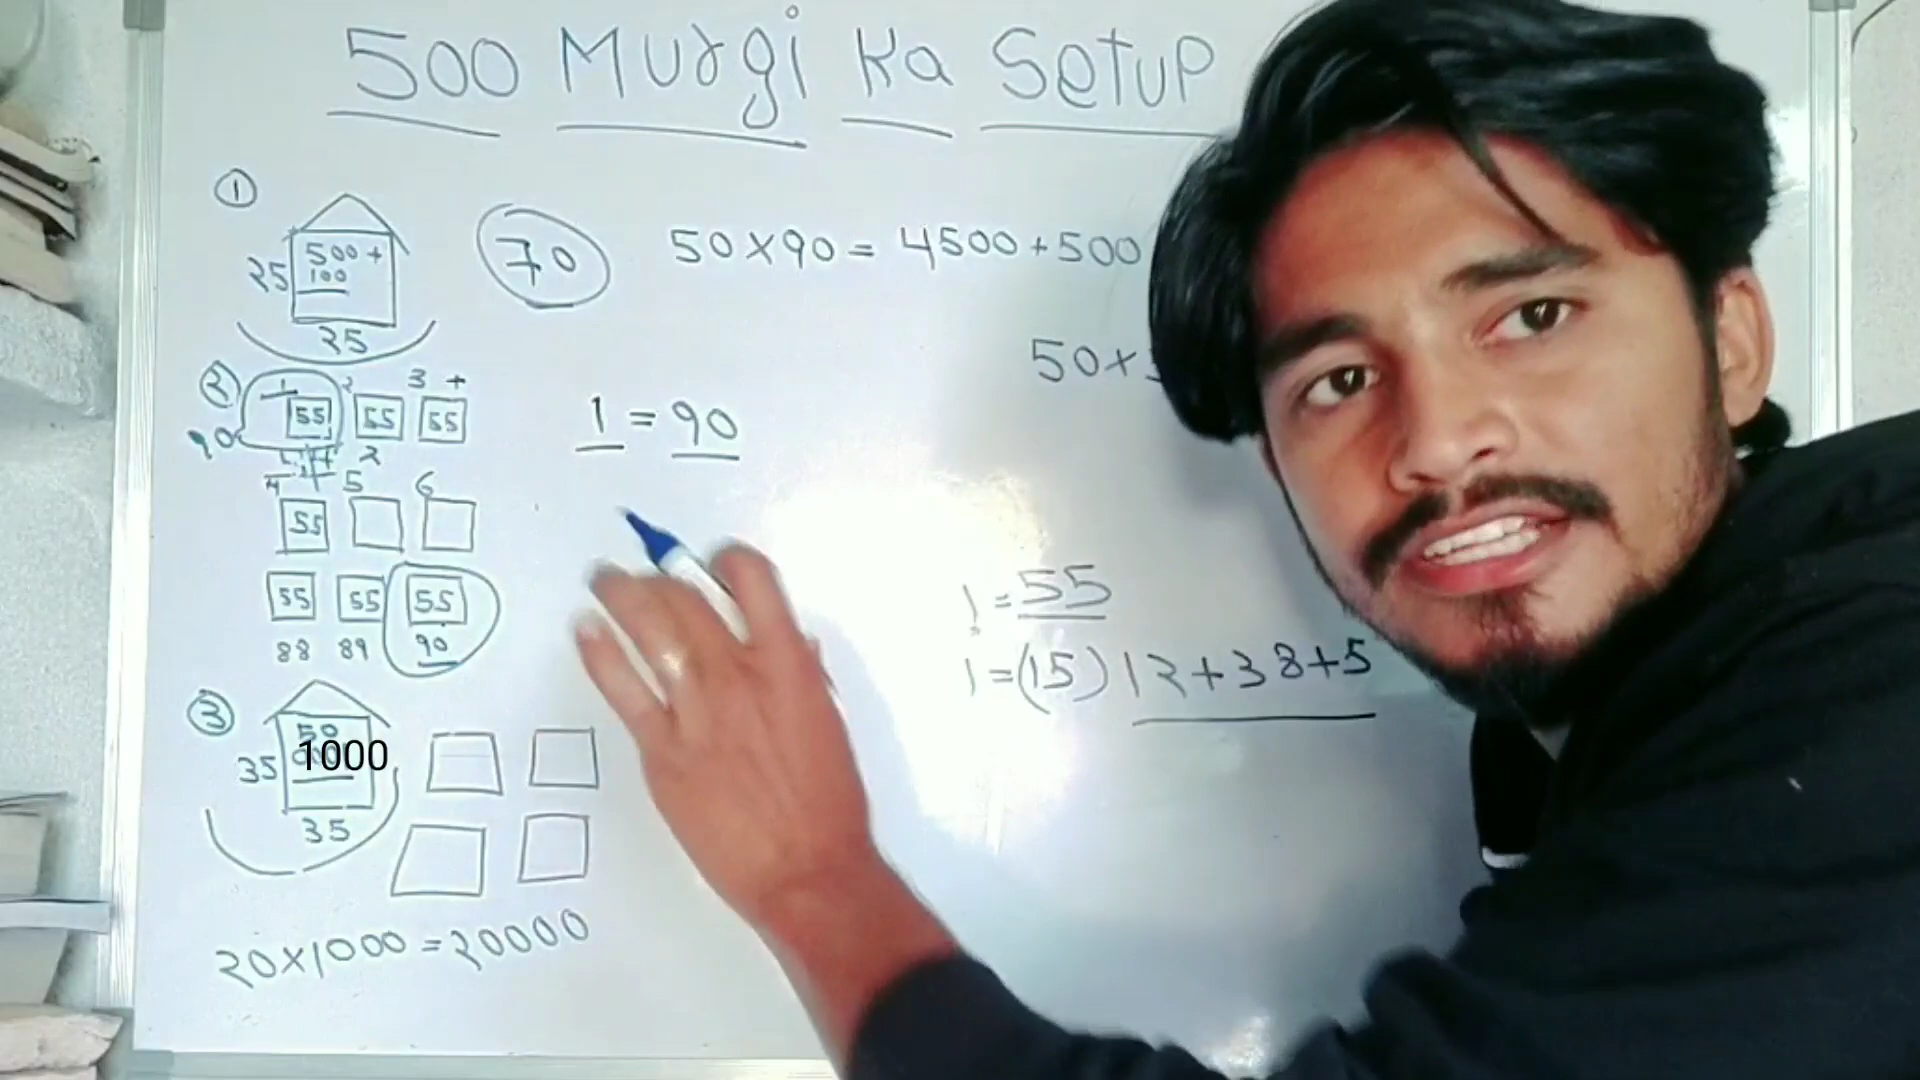 500 Murgi Ka Setup
①
500 +
100
25
25
70
50×90 = 4500+500
50×
②
1 2 3 +
90
55 55 55
2
4 5 6
55
1 = 90
55 55 55
88 89 90
1 = 55
1 = (15) 12+38+5
③
50
1000
35
35
20×1000 = 20000